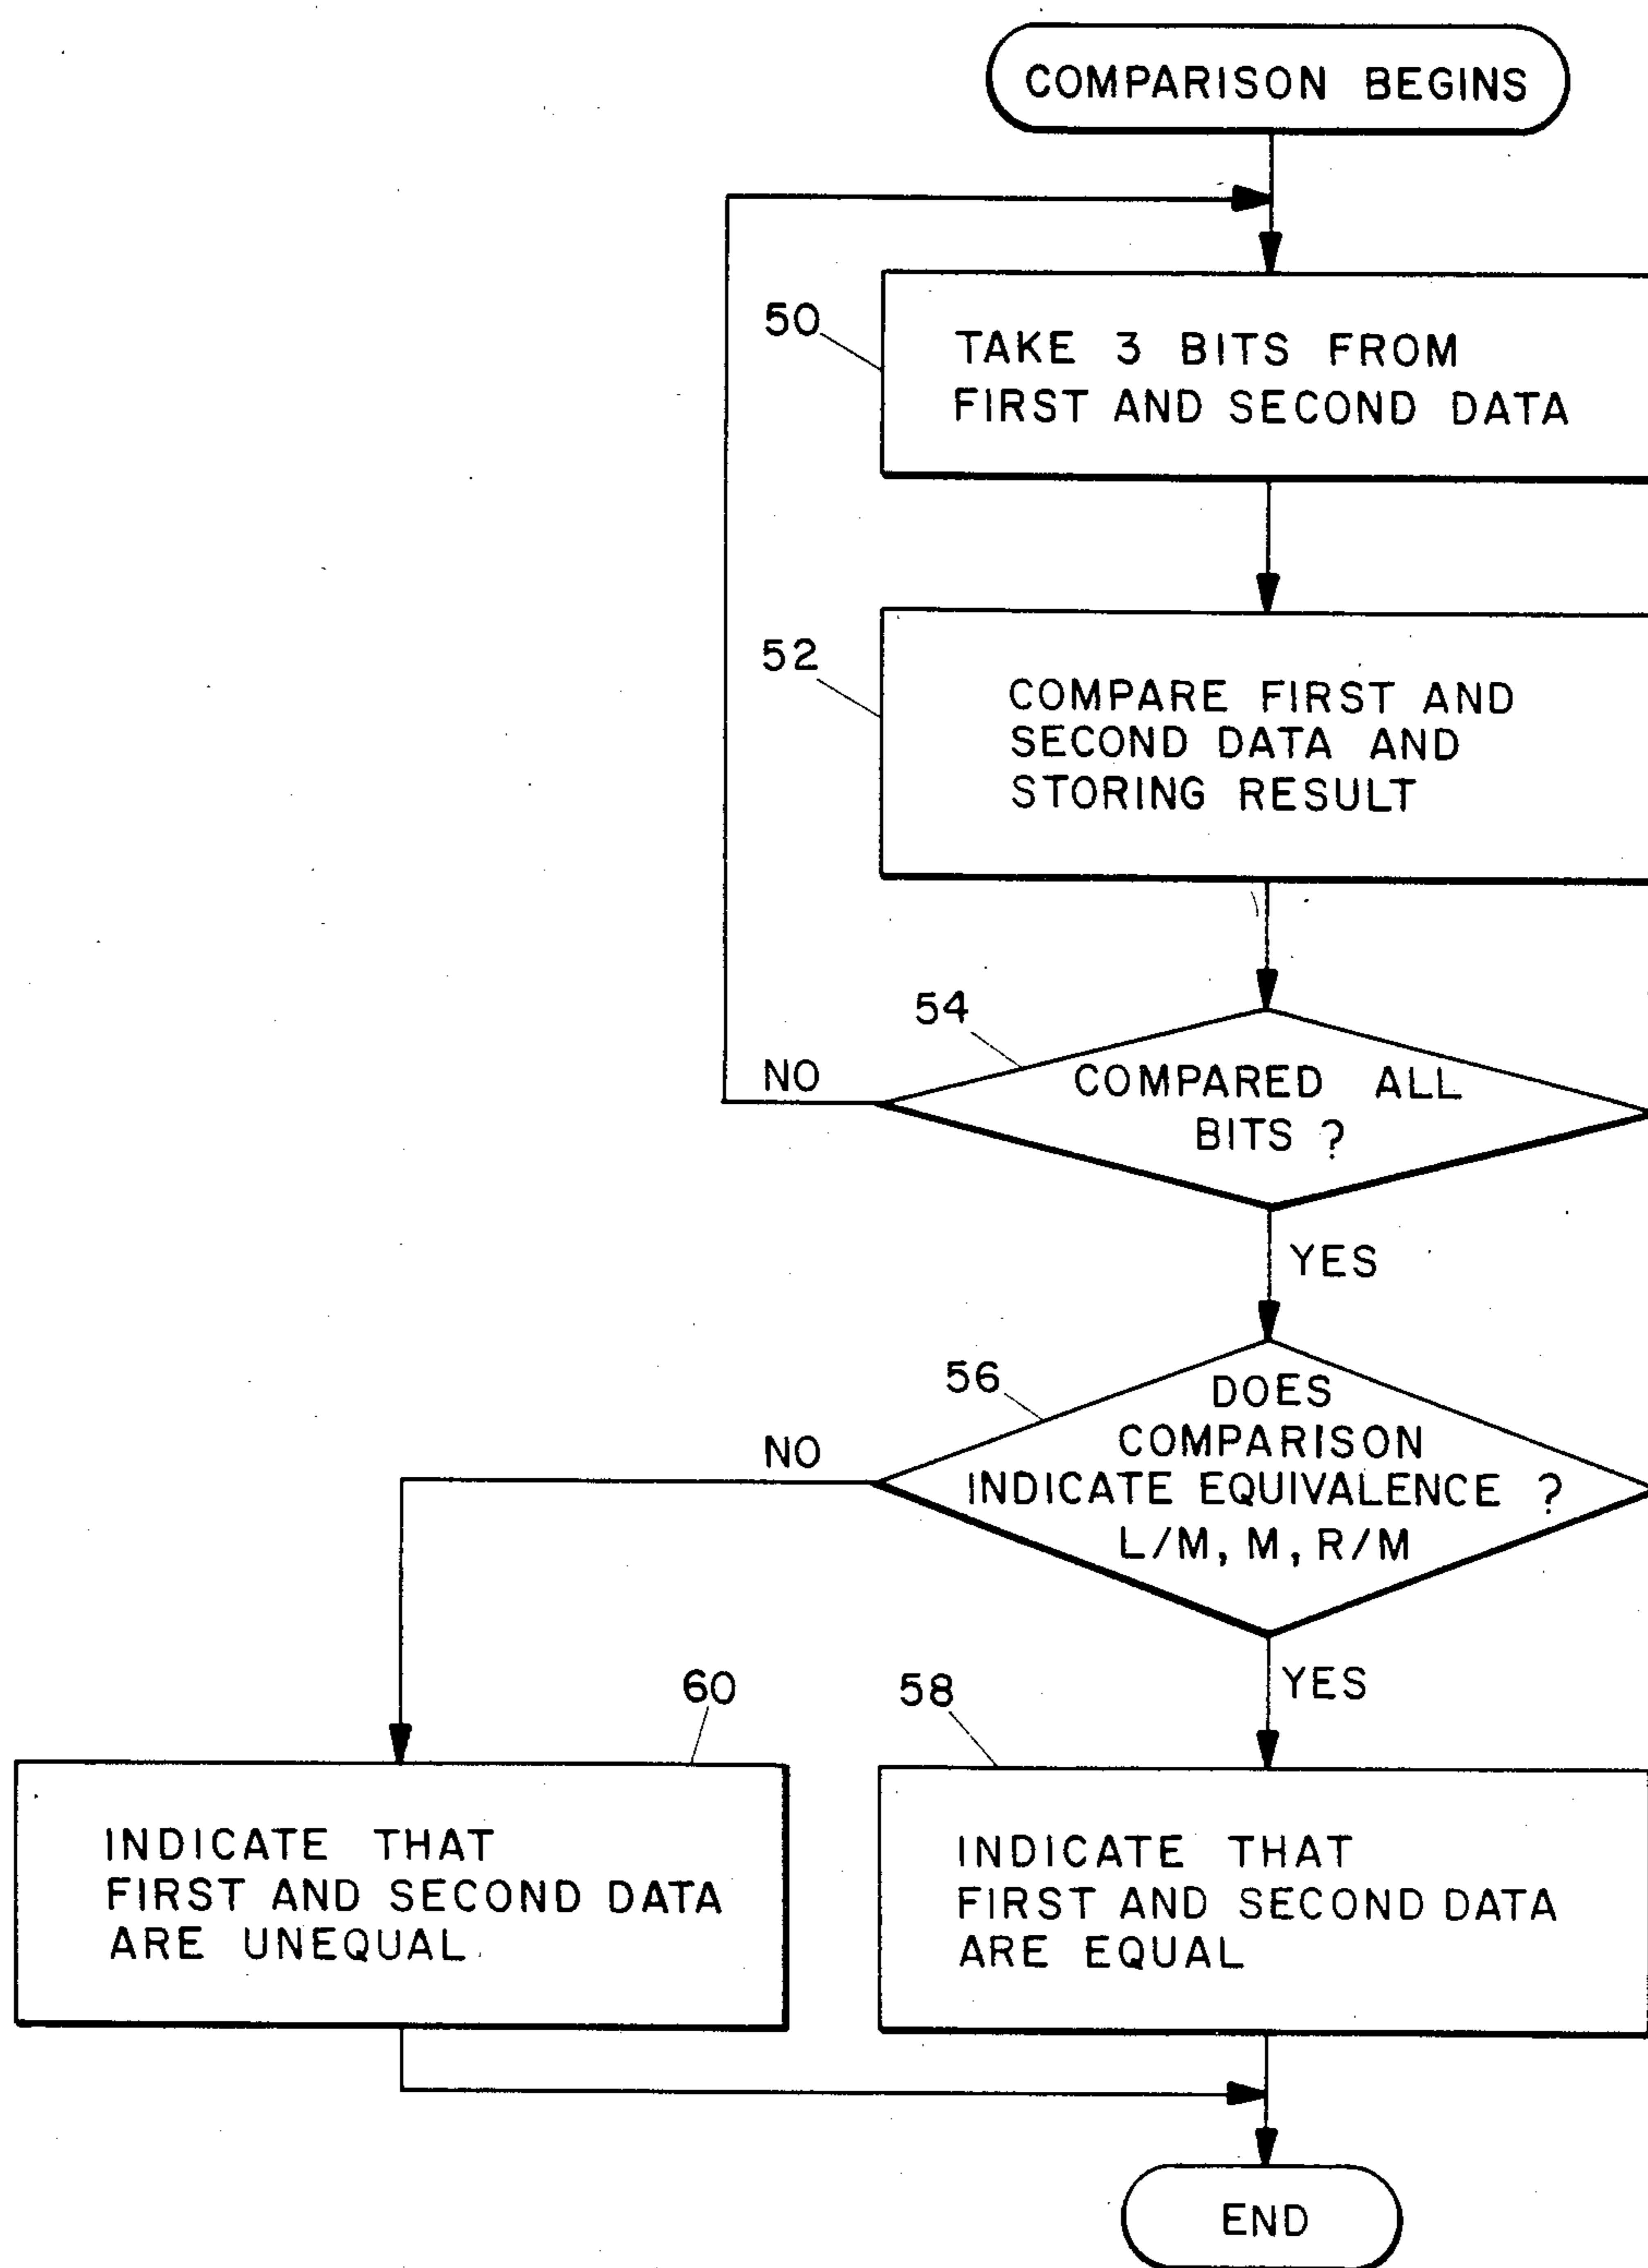 COMPARISON BEGINS
50
TAKE 3 BITS FROM
FIRST AND SECOND DATA
52
COMPARE FIRST AND
SECOND DATA AND
STORING RESULT
54
NO
COMPARED ALL
BITS ?
YES
56
NO
DOES
COMPARISON
INDICATE EQUIVALENCE ?
L/M, M, R/M
YES
60
58
INDICATE THAT
FIRST AND SECOND DATA
ARE UNEQUAL
INDICATE THAT
FIRST AND SECOND DATA
ARE EQUAL
END